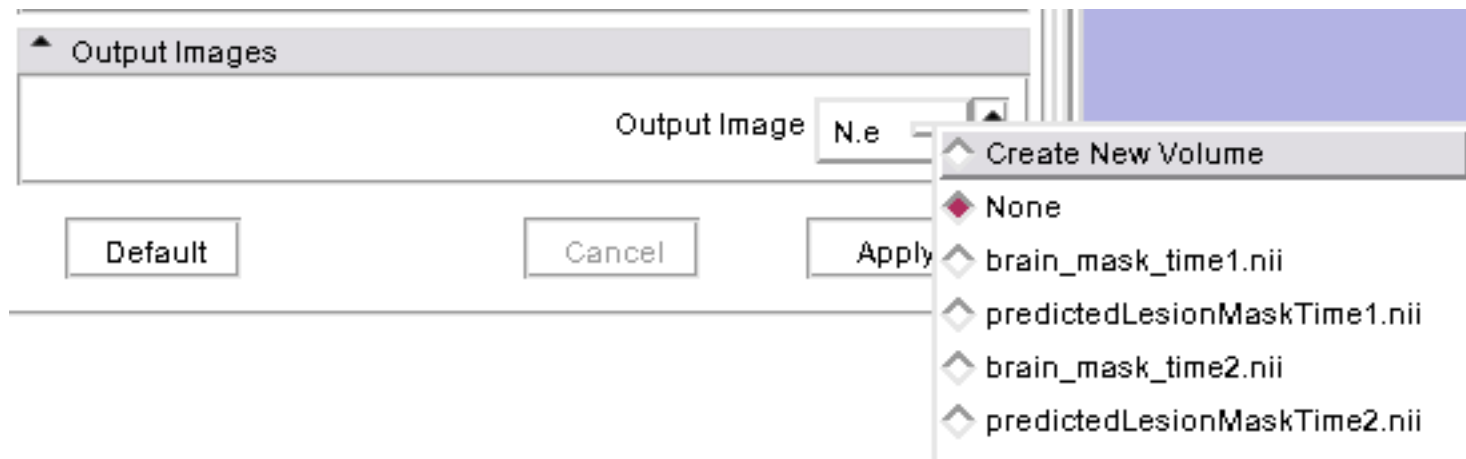 Output Images
Output Image N.e
Create New Volume
None
Default Cancel Apply
brain_mask_time1.nii
predictedLesionMaskTime1.nii
brain_mask_time2.nii
predictedLesionMaskTime2.nii